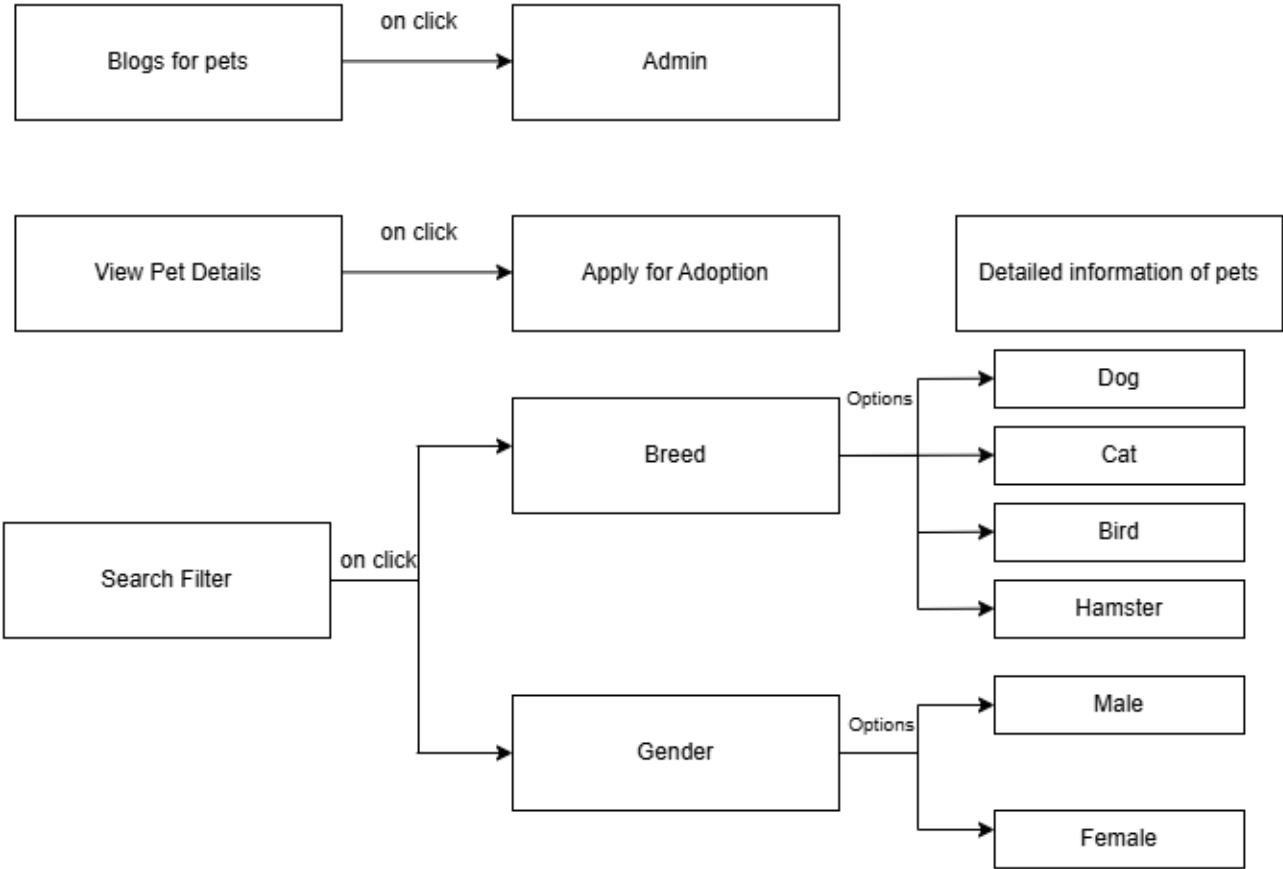 Blogs for pets
on click
Admin
View Pet Details
on click
Apply for Adoption
Detailed information of pets
Search Filter
on click
Breed
Options
Dog
Cat
Bird
Hamster
Gender
Options
Male
Female